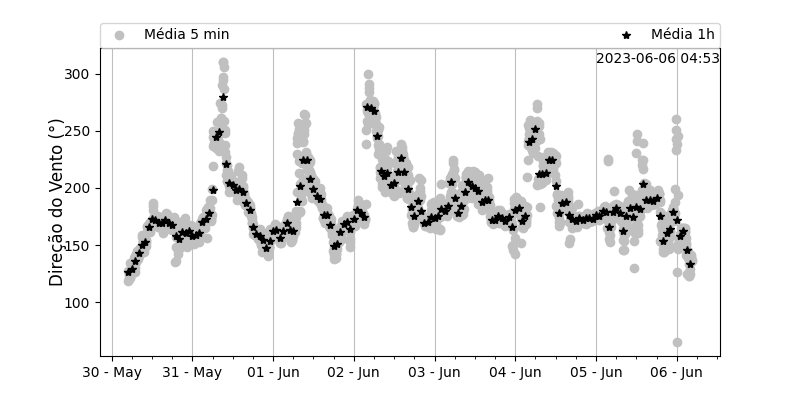 Média 5 min
Média 1h
2023-06-06 04:53
Direção do Vento (°)
300
250
200
150
100
30 - May
31 - May
01 - Jun
02 - Jun
03 - Jun
04 - Jun
05 - Jun
06 - Jun